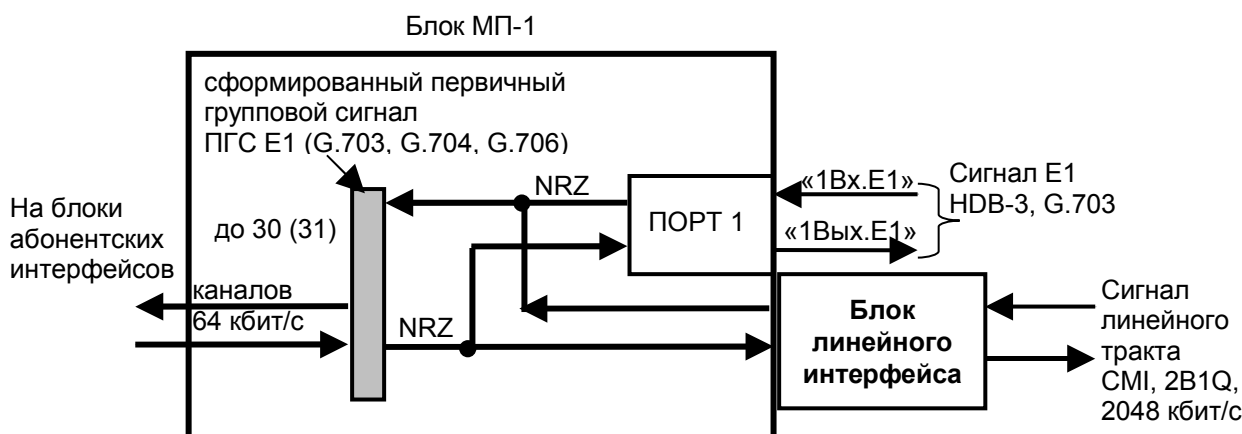 Блок МП-1
сформированный первичный
групповой сигнал
ПГС Е1 (G.703, G.704, G.706)
На блоки
абонентских
интерфейсов
до 30 (31)
каналов
64 кбит/с
NRZ
NRZ
ПОРТ 1
«1Вх.Е1»
«1Вых.Е1»
Сигнал Е1
HDB-3, G.703
Блок
линейного
интерфейса
Сигнал
линейного
тракта
CMI, 2B1Q,
2048 кбит/с